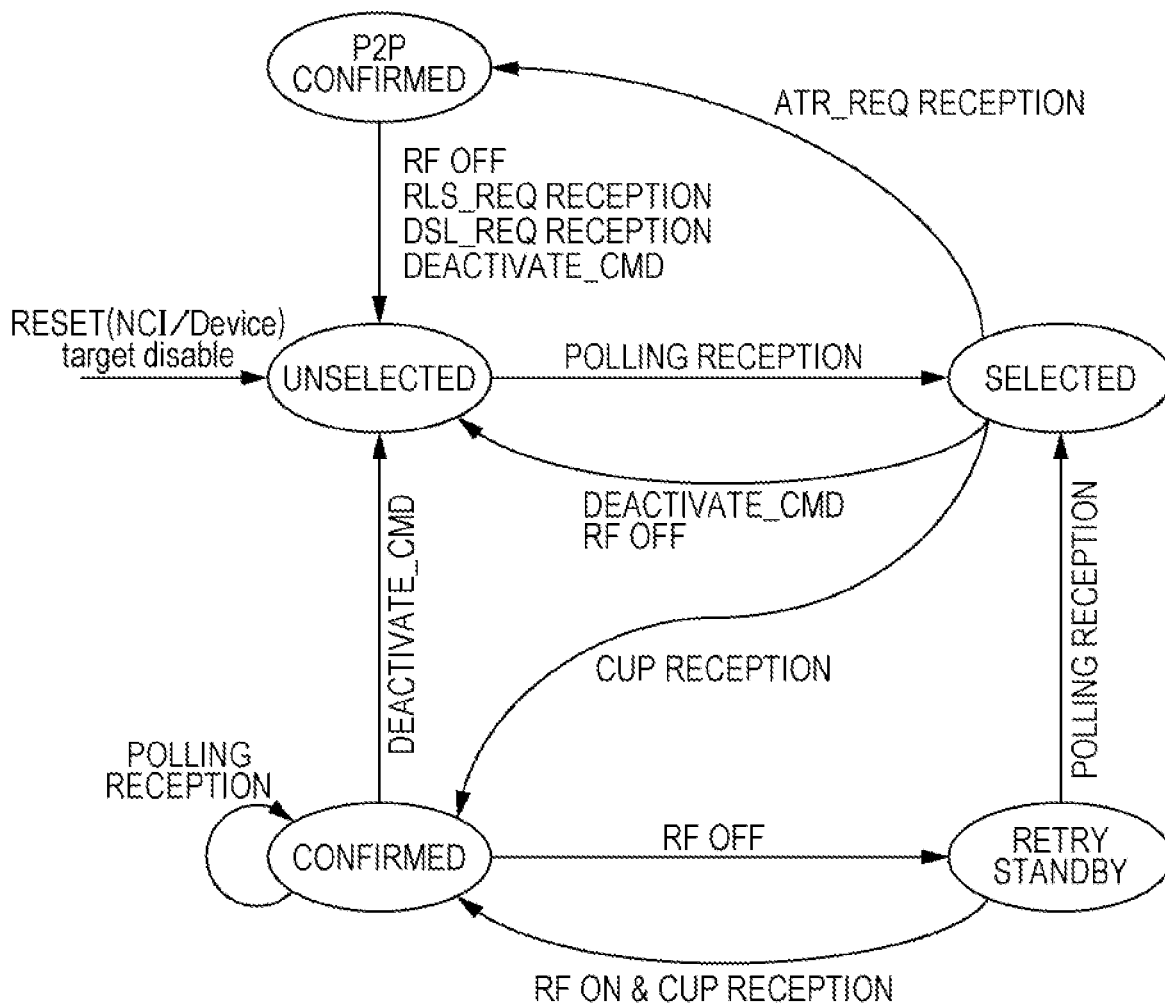 P2P
CONFIRMED
ATR_REQ RECEPTION
RF OFF
RLS_REQ RECEPTION
DSL_REQ RECEPTION
DEACTIVATE_CMD
RESET(NCI/Device)
target disable
UNSELECTED
POLLING RECEPTION
SELECTED
DEACTIVATE_CMD
RF OFF
DEACTIVATE_CMD
POLLING RECEPTION
CUP RECEPTION
POLLING
RECEPTION
CONFIRMED
RF OFF
RETRY
STANDBY
RF ON & CUP RECEPTION